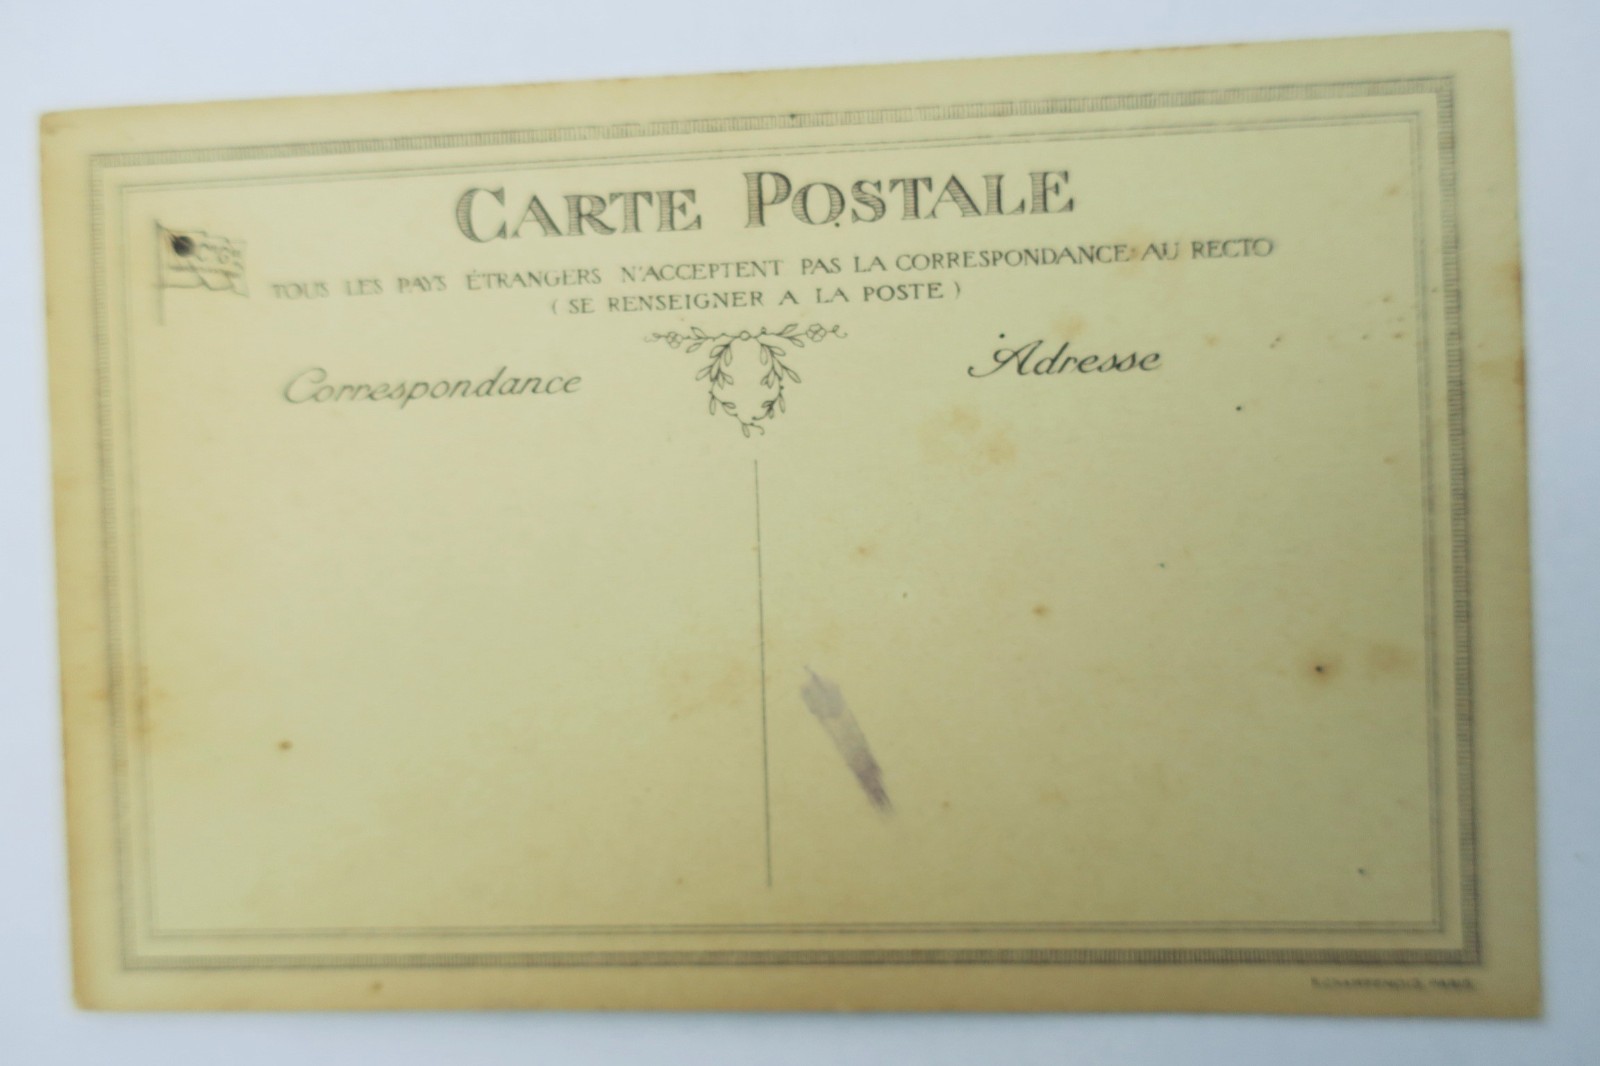 CARTE POSTALE
TOUS LES PAYS ÉTRANGERS N'ACCEPTENT PAS LA CORRESPONDANCE AU RECTO
( SE RENSEIGNER A LA POSTE )
Correspondance
Adresse